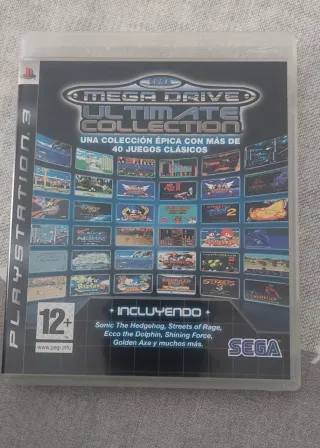 PLAYSTATION 3
SEGA
MEGA DRIVE
ULTIMATE
COLLECTION
UNA COLECCIÓN ÉPICA CON MÁS DE
40 JUEGOS CLÁSICOS
2
INCLUYENDO
Sonic The Hedgehog, Streets of Rage,
Ecco the Dolphin, Shining Force,
Golden Axe y muchos más.
12+
www.pegi.info
SEGA